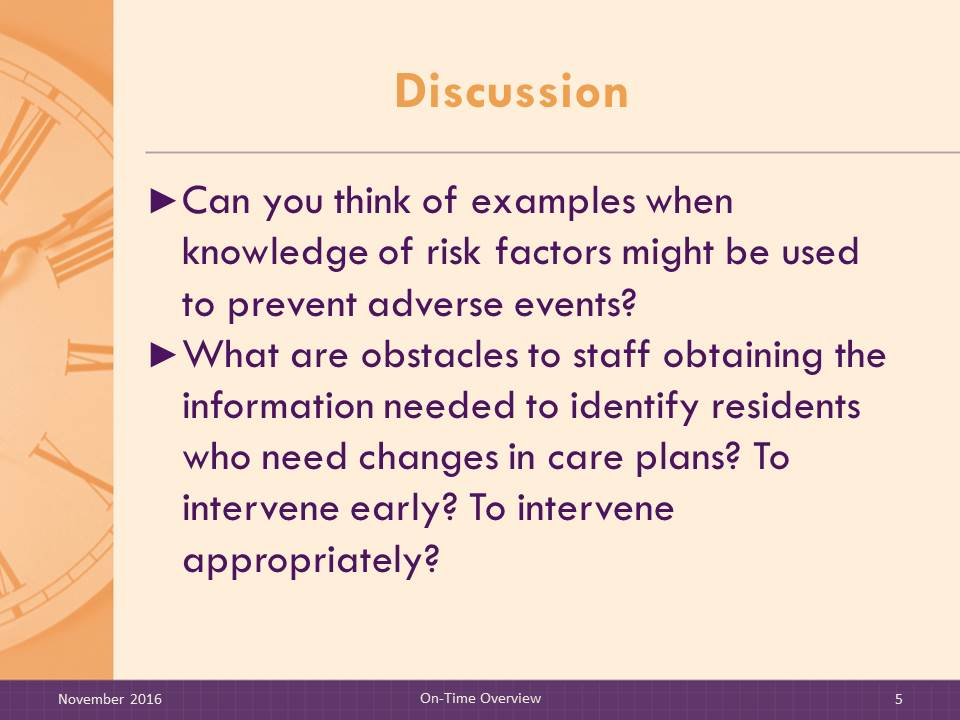 Discussion
►Can you think of examples when
knowledge of risk factors might be used
to prevent adverse events?
►What are obstacles to staff obtaining the
information needed to identify residents
who need changes in care plans? To
intervene early? To intervene
appropriately?
November 2016
On-Time Overview
5